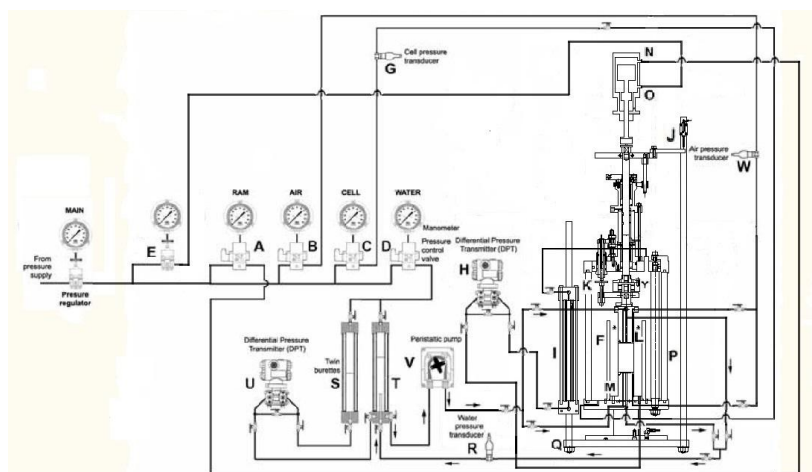 N
Cell pressure
transducer
G
O
J
Air pressure
transducer
W
RAM
AIR
CELL
WATER
MAIN
Manometer
E
A
B
C
D
Pressure
control
valve
Differential Pressure
Transmitter (DPT)
From
pressure
supply
H
Presure
regulator
K
Y
F
L
Differential Pressure
Transmitter (DPT)
Peristatic pump
I
P
Twin
burettes
V
U
S
T
M
Water
pressure
transducer
R
Q